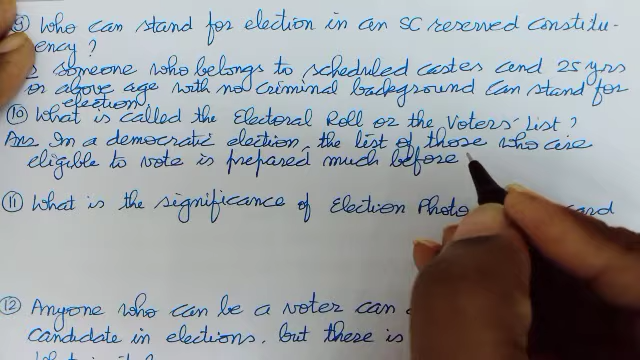 ⑨ Who can stand for election in an SC reserved constitu-
ency?
someone who belongs to scheduled castes and 25 yrs
or above age with no criminal background can stand for
election
⑩ What is called the Electoral Roll or the Voters' List?
Ans In a democratic election, the list of those who are
eligible to vote is prepared much before
⑪ What is the significance of Election Photo card
⑫ Anyone who can be a voter can
candidate in elections. but there is
What is